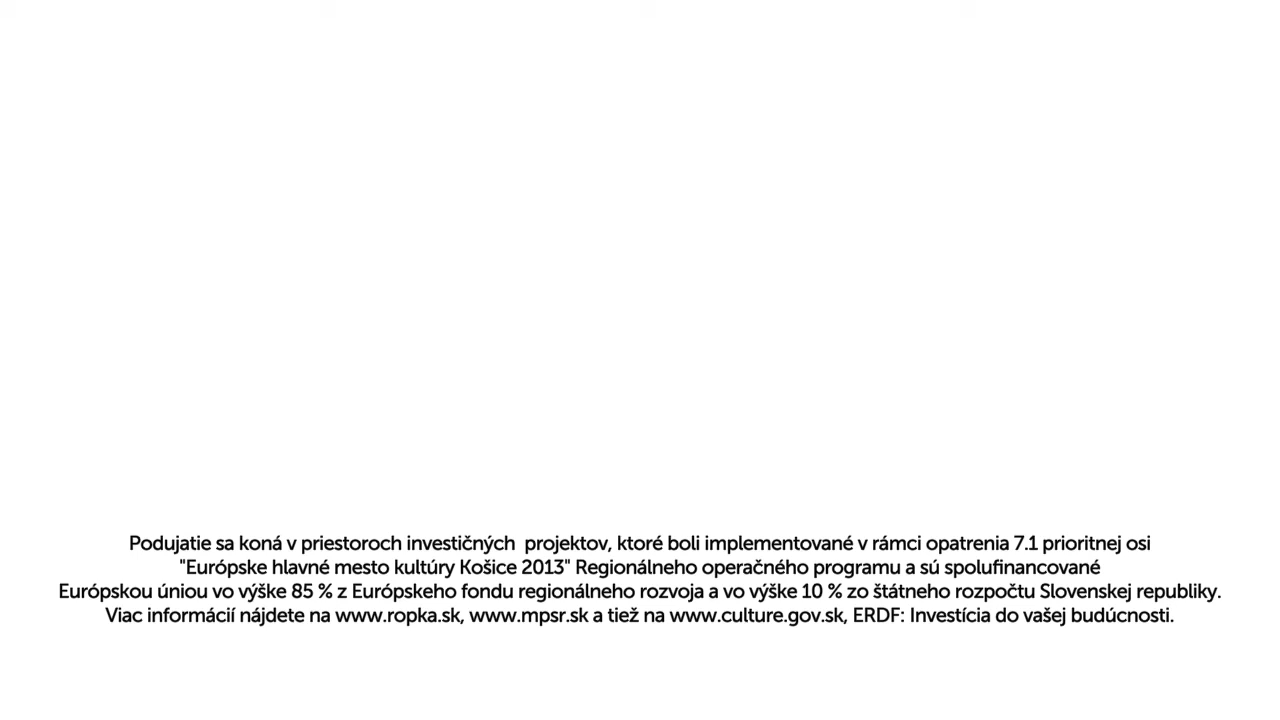 Podujatie sa koná v priestoroch investičných  projektov, ktoré boli implementované v rámci opatrenia 7.1 prioritnej osi
"Európske hlavné mesto kultúry Košice 2013" Regionálneho operačného programu a sú spolufinancované
Európskou úniou vo výške 85 % z Európskeho fondu regionálneho rozvoja a vo výške 10 % zo štátneho rozpočtu Slovenskej republiky.
Viac informácií nájdete na www.ropka.sk, www.mpsr.sk a tiež na www.culture.gov.sk, ERDF: Investícia do vašej budúcnosti.